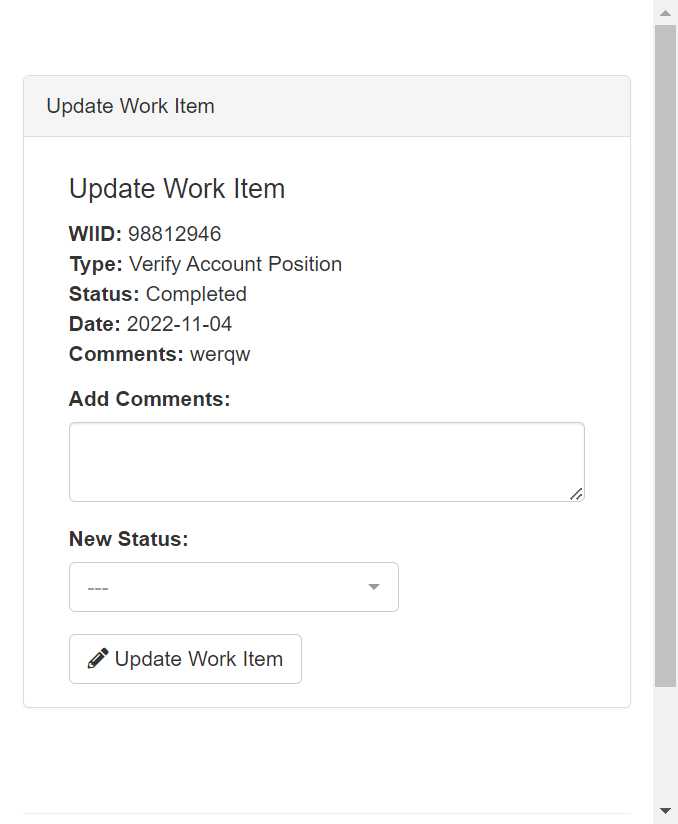 Update Work Item
Update Work Item
WIID: 98812946
Type: Verify Account Position
Status: Completed
Date: 2022-11-04
Comments: werqw
Add Comments:
New Status:
---
Update Work Item